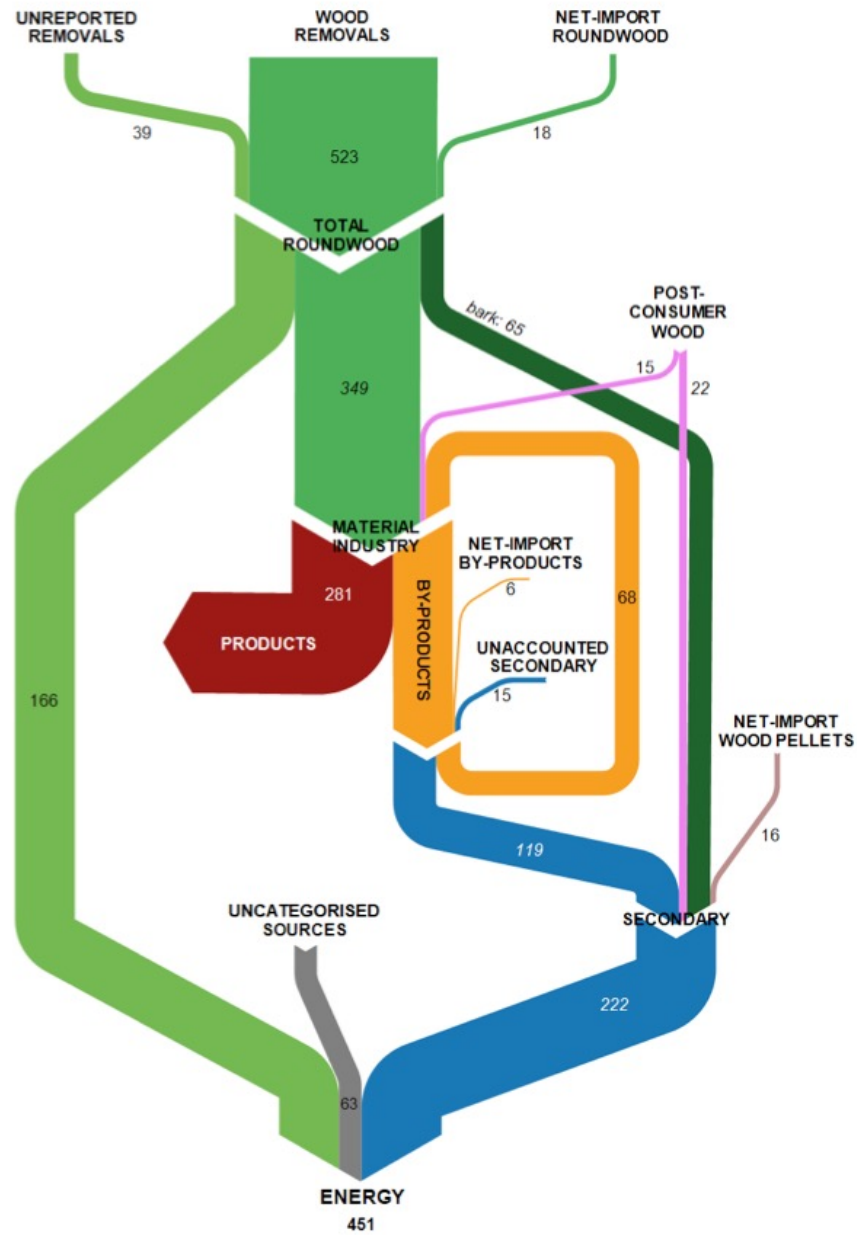 UNREPORTED
REMOVALS
WOOD
REMOVALS
NET-IMPORT
ROUNDWOOD
39
523
18
TOTAL
ROUNDWOOD
bark: 65
POST-
CONSUMER
WOOD
15
22
349
MATERIAL
INDUSTRY
NET-IMPORT
BY-PRODUCTS
6
281
BY-PRODUCTS
68
PRODUCTS
UNACCOUNTED
SECONDARY
15
166
NET-IMPORT
WOOD PELLETS
16
119
UNCATEGORISED
SOURCES
SECONDARY
222
63
ENERGY
451